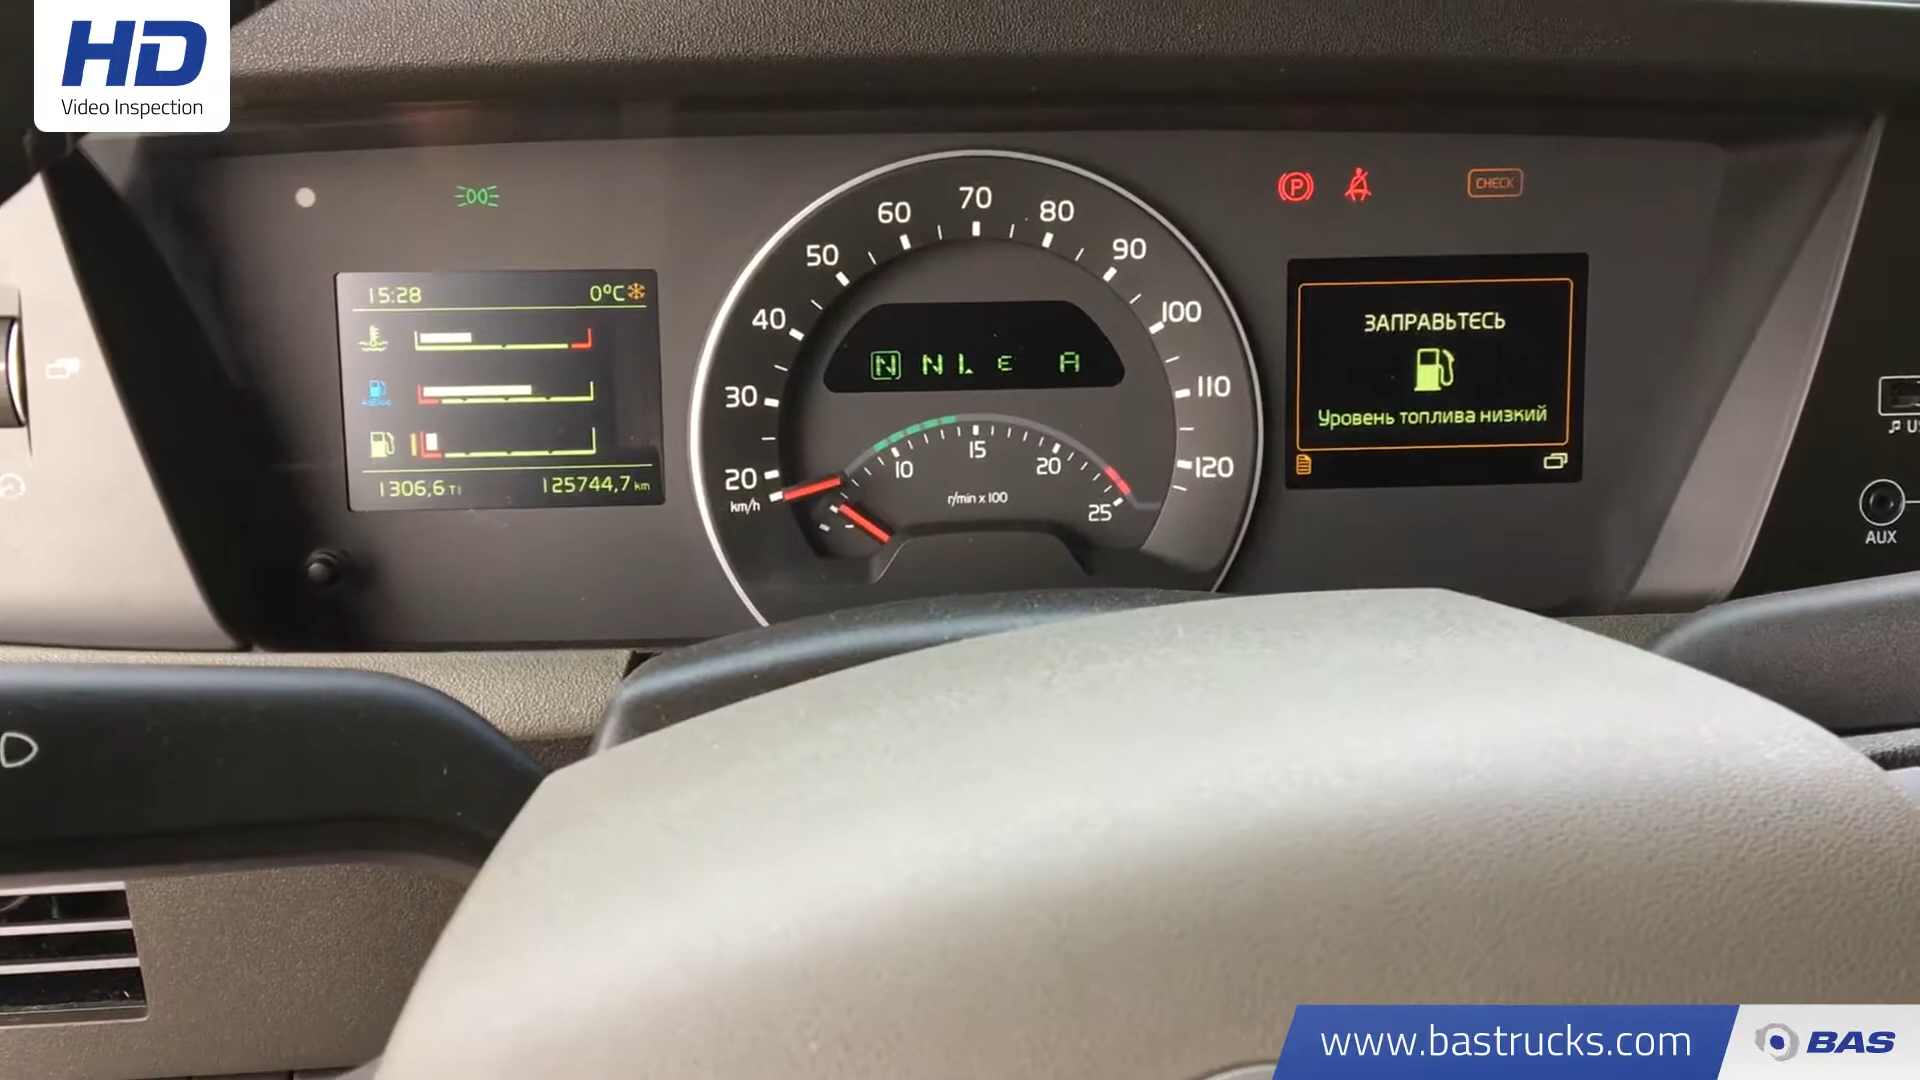 HD
Video Inspection
15:28 0°C
AdBlue
1306,6 TI 125744,7 km
20 30 40 50 60 70 80 90 100 110 120
km/h
N N L E A
10 15 20 25
r/min x 100
P
CHECK
ЗАПРАВЬТЕСЬ
Уровень топлива низкий
AUX
www.bastrucks.com
BAS